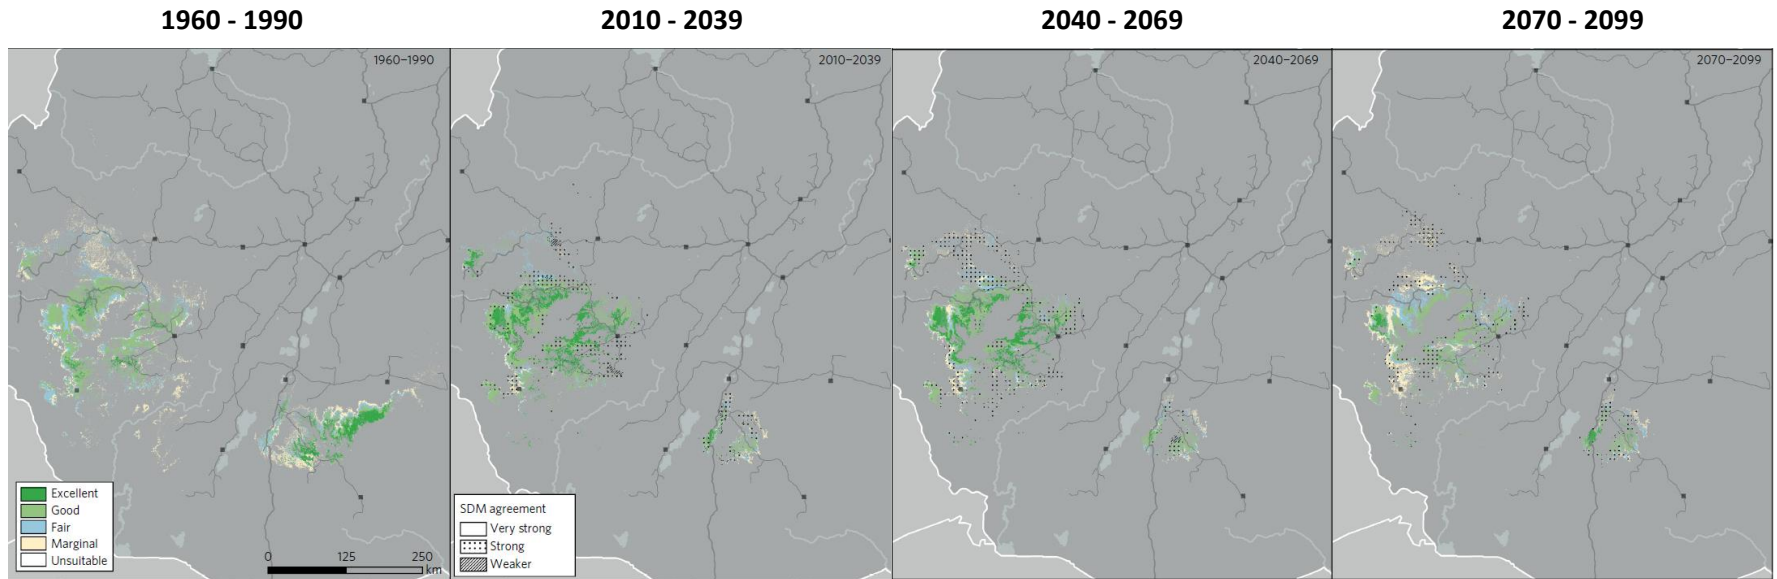 1960 - 1990
2010 - 2039
2040 - 2069
2070 - 2099
1960–1990
2010–2039
2040–2069
2070–2099
Excellent
Good
Fair
Marginal
Unsuitable
0 125 250
km
SDM agreement
Very strong
Strong
Weaker